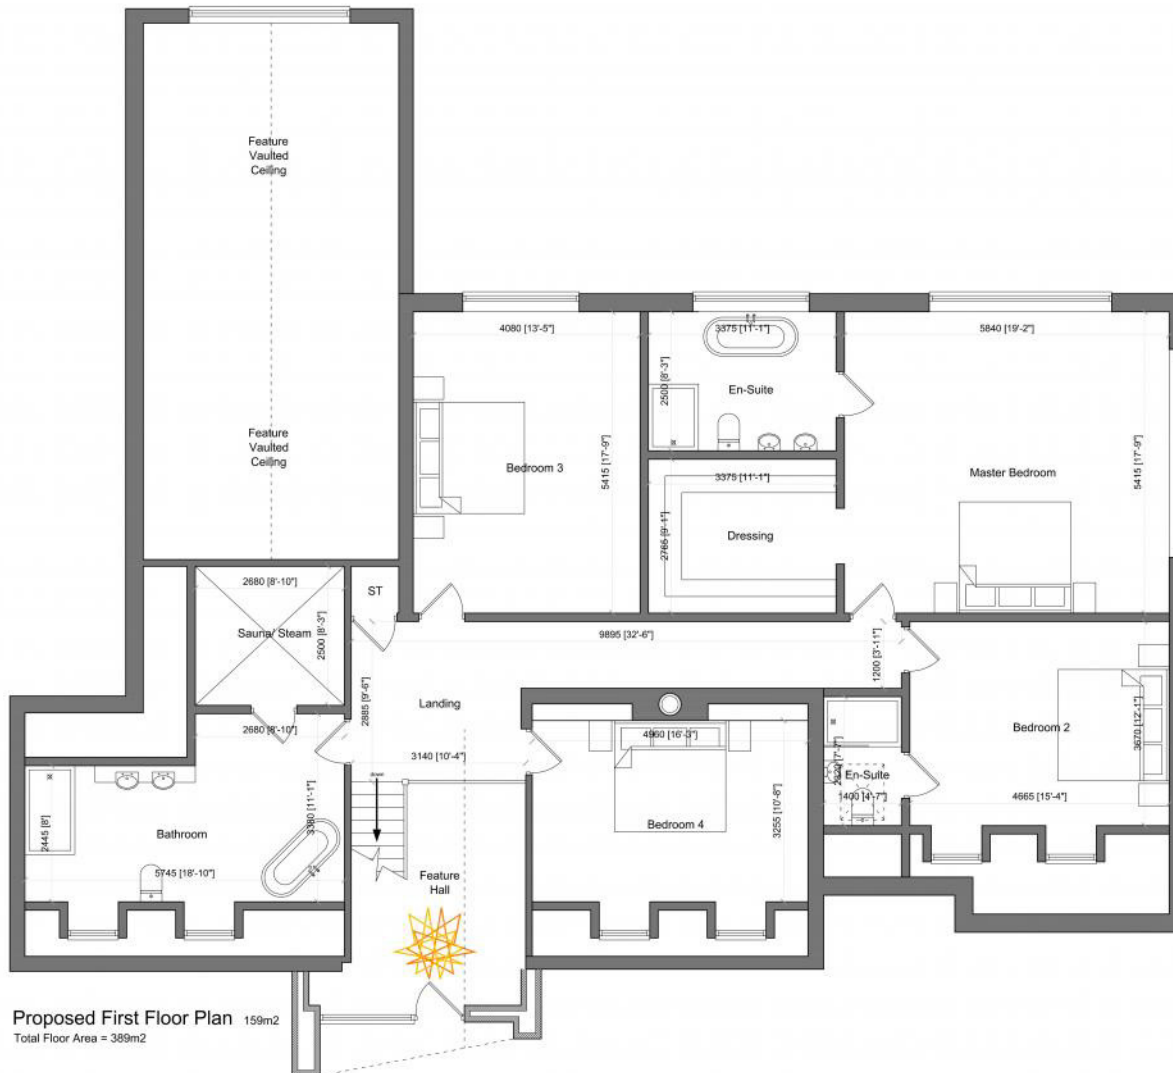 Feature
Vaulted
Ceiling
Feature
Vaulted
Ceiling
4080 [13'-5"]
3375 [11'-1"]
5840 [19'-2"]
2500 [8'-3"]
En-Suite
Bedroom 3
5415 [17'-9"]
Master Bedroom
5415 [17'-9"]
3375 [11'-1"]
Dressing
2765 [9'-1"]
2680 [8'-10"]
ST
Sauna/ Steam
2500 [8'-3"]
9895 [32'-6"]
1200 [3'-11"]
2885 [9'-6"]
Landing
2680 [8'-10"]
3140 [10'-4"]
4960 [16'-3"]
Bedroom 2
3670 [12'-1"]
down
En-Suite
1400 [4'-7"]
4665 [15'-4"]
2445 [8']
Bathroom
3380 [11'-1"]
Bedroom 4
3255 [10'-8"]
5745 [18'-10"]
Feature
Hall
Proposed First Floor Plan 159m2
Total Floor Area = 389m2